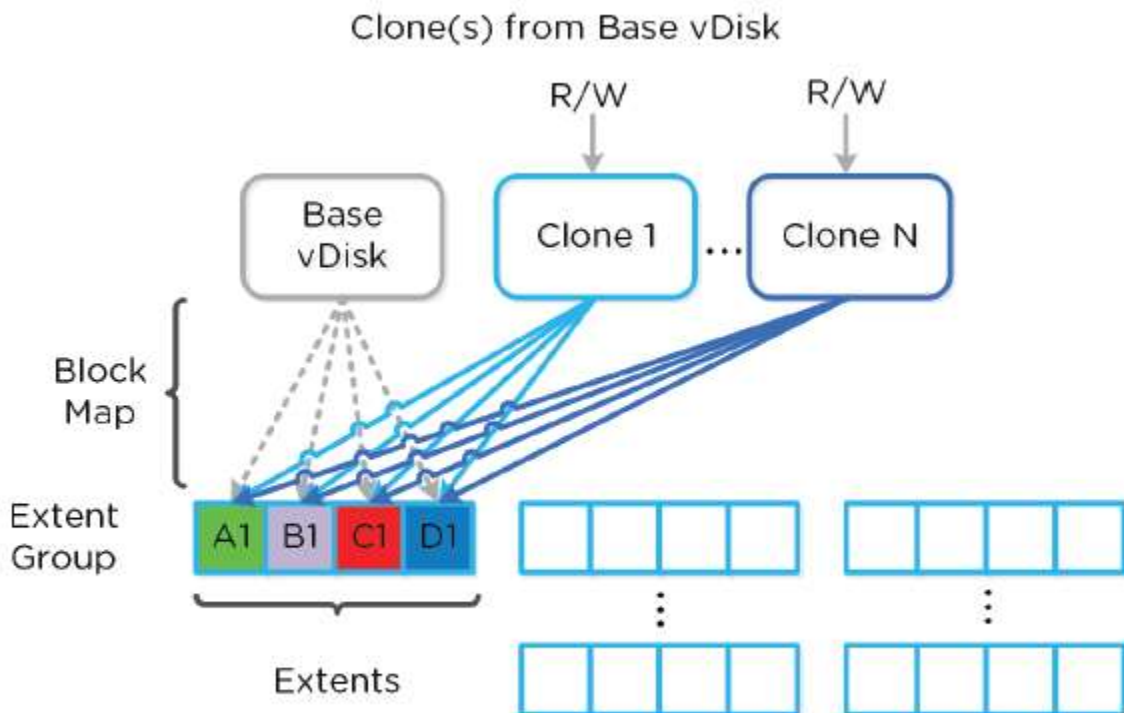 Clone(s) from Base vDisk
R/W
R/W
Base
vDisk
Clone 1
...
Clone N
Block
Map
Extent
Group
A1
B1
C1
D1
Extents